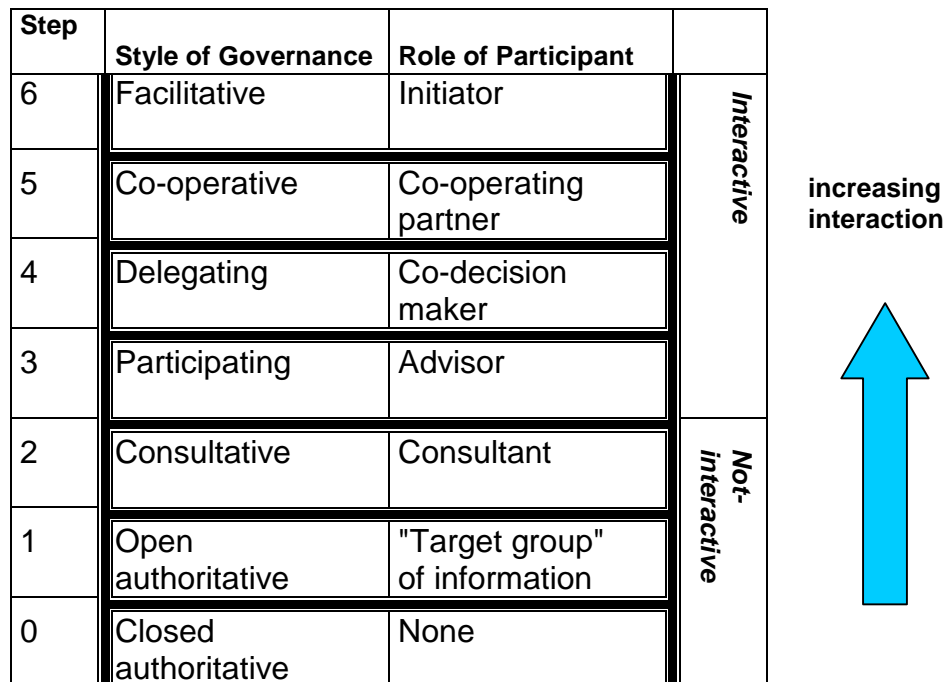 Step
Style of Governance Role of Participant
6 Facilitative Initiator
Interactive
5 Co-operative Co-operating
partner
increasing
interaction
4 Delegating Co-decision
maker
3 Participating Advisor
2 Consultative Consultant
Not-
interactive
1 Open "Target group"
authoritative of information
0 Closed None
authoritative